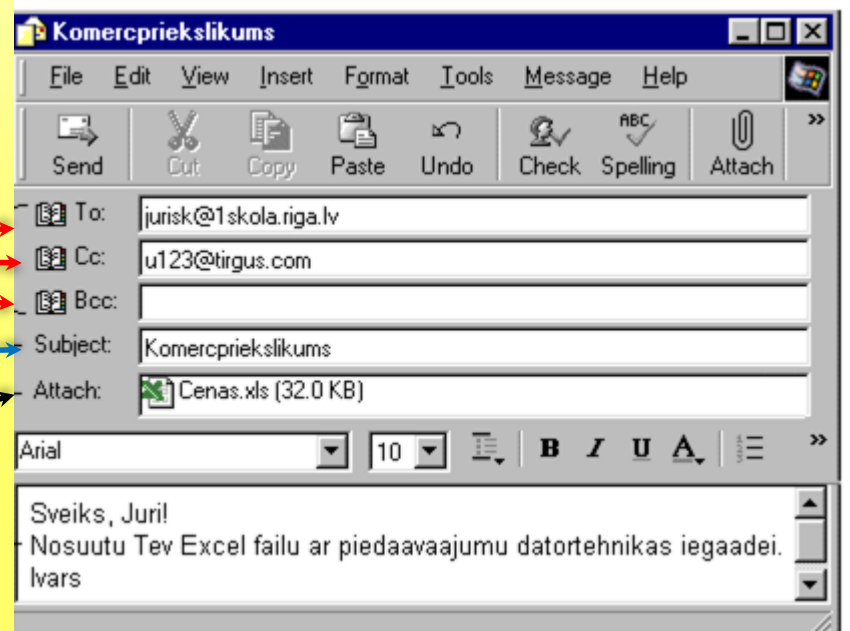 Komercpriekslikums
File Edit View Insert Format Tools Message Help
ABC
Send Cut Copy Paste Undo Check Spelling Attach »
To: jurisk@1skola.riga.lv
Cc: u123@tirgus.com
Bcc:
Subject: Komercpriekslikums
Attach: Cenas.xls (32.0 KB)
Arial 10 B I U A »
Sveiks, Juri!
Nosuutu Tev Excel failu ar piedaavaajumu datortehnikas iegaadei.
Ivars